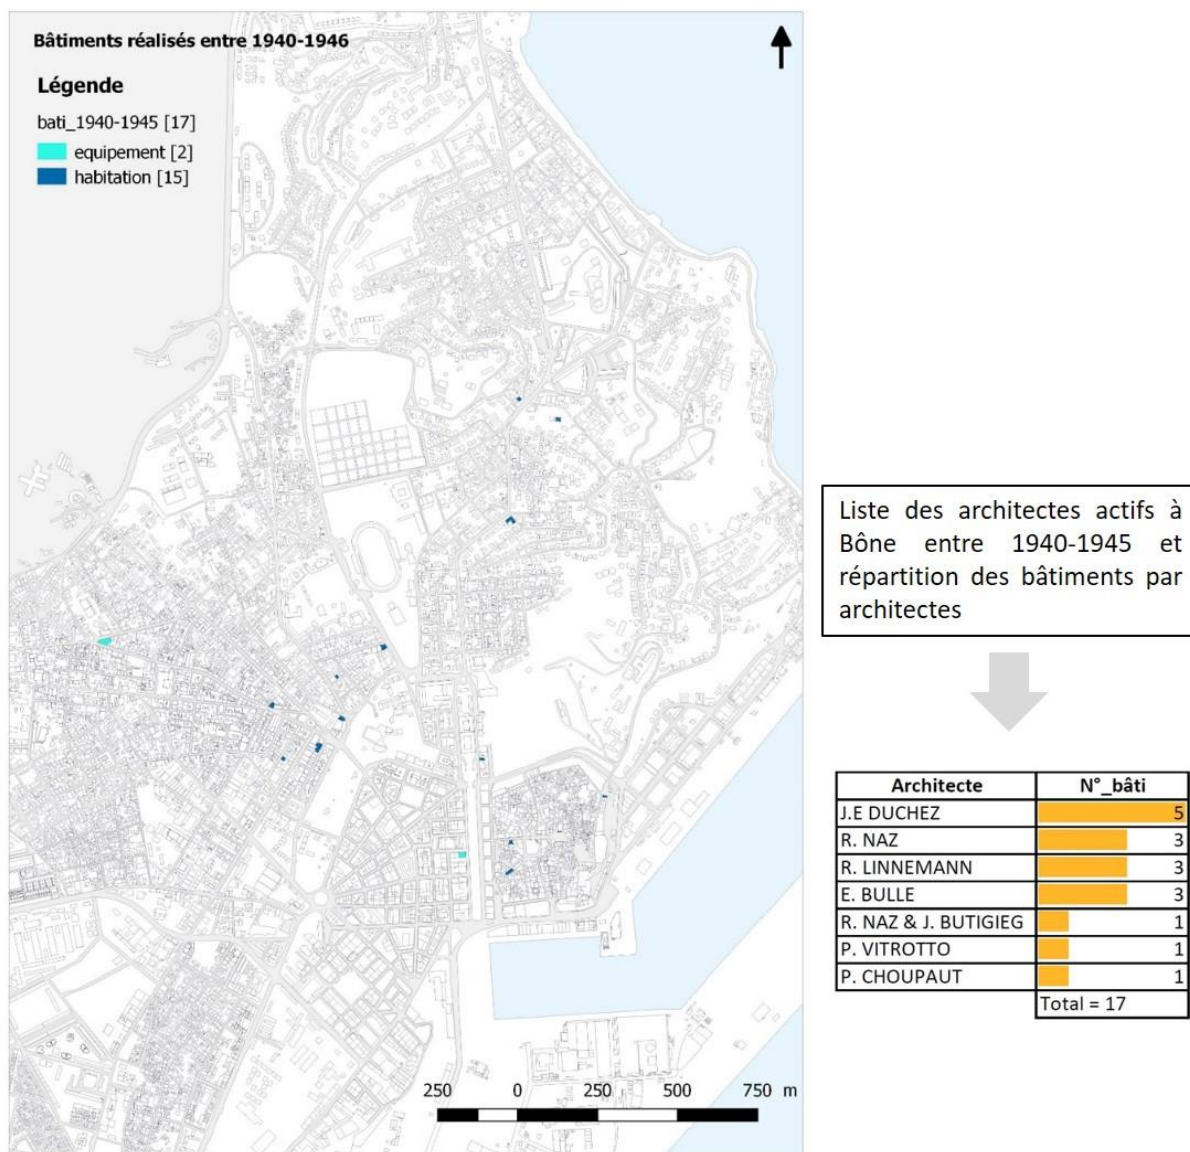 Bâtiments réalisés entre 1940-1946
Légende
bati_1940-1945 [17]
equipement [2]
habitation [15]
250 0 250 500 750 m
Liste des architectes actifs à
Bône entre 1940-1945 et
répartition des bâtiments par
architectes
Architecte N°_bâti
J.E DUCHEZ 5
R. NAZ 3
R. LINNEMANN 3
E. BULLE 3
R. NAZ & J. BUTIGIEG 1
P. VITROTTO 1
P. CHOUPAUT 1
Total = 17